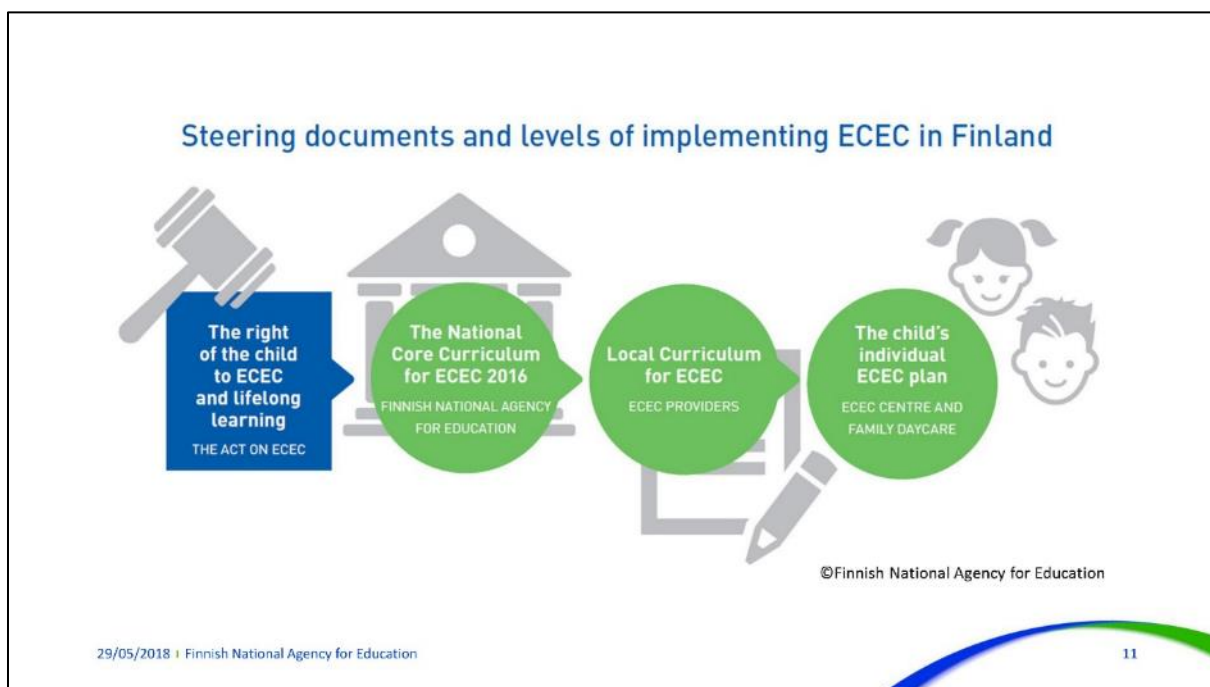 Steering documents and levels of implementing ECEC in Finland
The right
of the child
to ECEC
and lifelong
learning
THE ACT ON ECEC
The National
Core Curriculum
for ECEC 2016
FINNISH NATIONAL AGENCY
FOR EDUCATION
Local Curriculum
for ECEC
ECEC PROVIDERS
The child's
individual
ECEC plan
ECEC CENTRE AND
FAMILY DAYCARE
©Finnish National Agency for Education
29/05/2018 I Finnish National Agency for Education
11